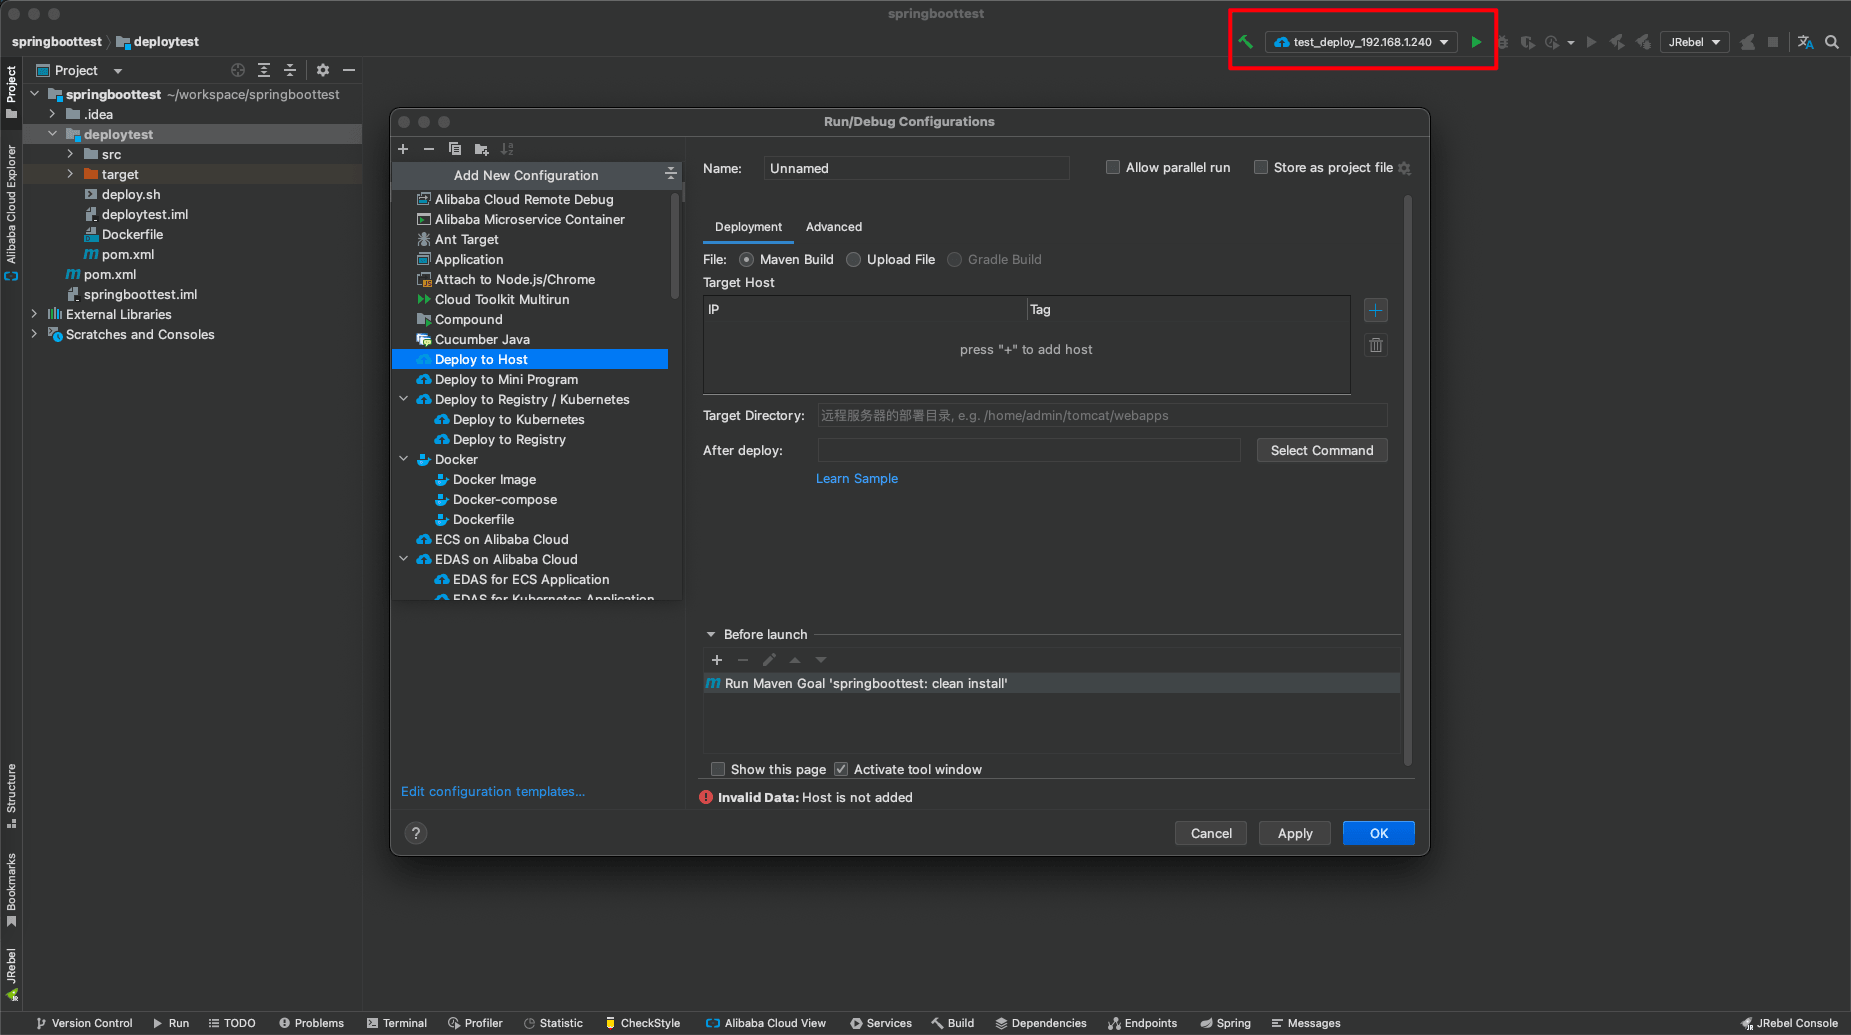 springboottest
springboottest deploytest
test_deploy_192.168.1.240
JRebel
Project
springboottest ~/workspace/springboottest
.idea
deploytest
src
target
deploy.sh
deploytest.iml
Dockerfile
pom.xml
pom.xml
springboottest.iml
External Libraries
Scratches and Consoles
Project
Alibaba Cloud Explorer
Structure
Bookmarks
JRebel
Run/Debug Configurations
Add New Configuration
Alibaba Cloud Remote Debug
Alibaba Microservice Container
Ant Target
Application
Attach to Node.js/Chrome
Cloud Toolkit Multirun
Compound
Cucumber Java
Deploy to Host
Deploy to Mini Program
Deploy to Registry / Kubernetes
Deploy to Kubernetes
Deploy to Registry
Docker
Docker Image
Docker-compose
Dockerfile
ECS on Alibaba Cloud
EDAS on Alibaba Cloud
EDAS for ECS Application
EDAS for Kubernetes Application
Edit configuration templates...
Name: Unnamed
Allow parallel run Store as project file
Deployment Advanced
File: Maven Build Upload File Gradle Build
Target Host
IP Tag
press "+" to add host
Target Directory: 远程服务器的部署目录, e.g. /home/admin/tomcat/webapps
After deploy: Select Command
Learn Sample
Before launch
Run Maven Goal 'springboottest: clean install'
Show this page Activate tool window
Invalid Data: Host is not added
? Cancel Apply OK
Version Control Run TODO Problems Terminal Profiler Statistic CheckStyle Alibaba Cloud View Services Build Dependencies Endpoints Spring Messages JRebel Console